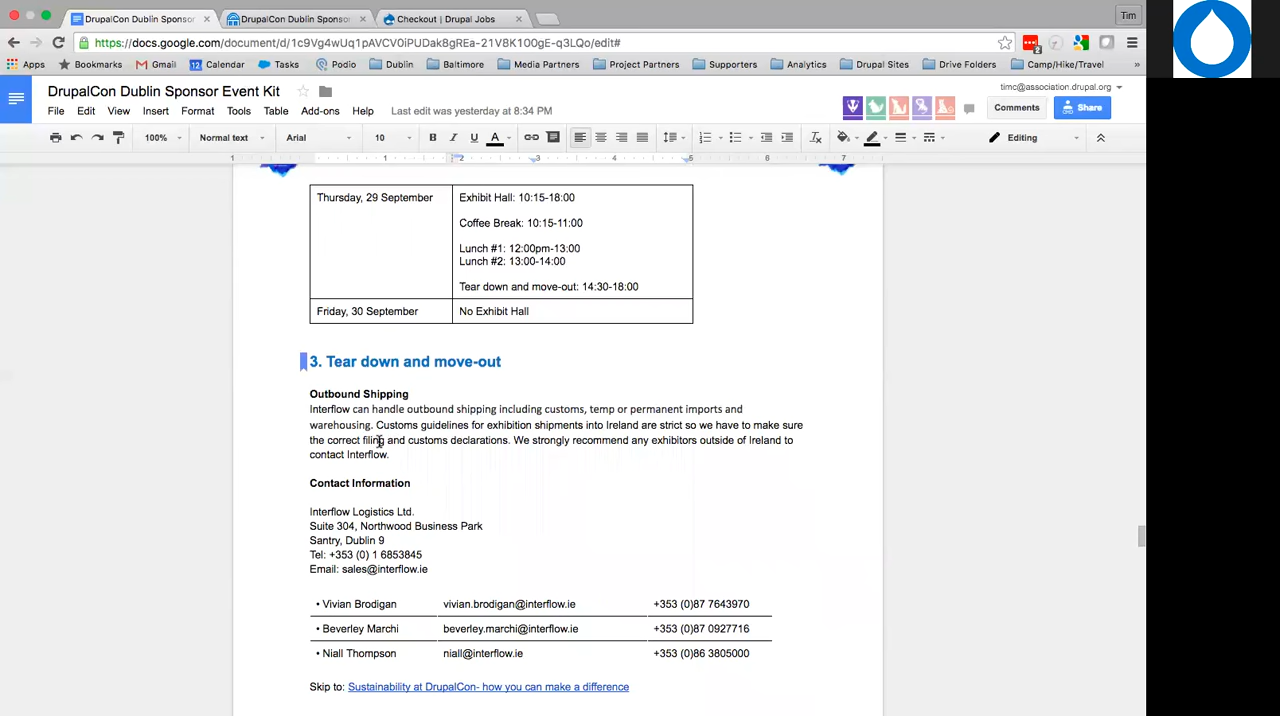 DrupalCon Dublin Sponsor
DrupalCon Dublin Sponsor
Checkout | Drupal Jobs
Tim
https://docs.google.com/document/d/1c9Vg4wUq1pAVCV0iPUDak8gREa-21V8K1O0gE-q3LQo/edit#
2
Apps Bookmarks Gmail 12 Calendar Tasks Podio Dublin Baltimore Media Partners Project Partners Supporters Analytics Drupal Sites Drive Folders Camp/Hike/Travel
DrupalCon Dublin Sponsor Event Kit
timc@association.drupal.org
File Edit View Insert Format Tools Table Add-ons Help Last edit was yesterday at 8:34 PM
Comments Share
100% Normal text Arial 10 B I U A Editing
1 1 2 3 4 5 6 7
Thursday, 29 September
Exhibit Hall: 10:15-18:00
Coffee Break: 10:15-11:00
Lunch #1: 12:00pm-13:00
Lunch #2: 13:00-14:00
Tear down and move-out: 14:30-18:00
Friday, 30 September No Exhibit Hall
3. Tear down and move-out
Outbound Shipping
Interflow can handle outbound shipping including customs, temp or permanent imports and
warehousing. Customs guidelines for exhibition shipments into Ireland are strict so we have to make sure
the correct filing and customs declarations. We strongly recommend any exhibitors outside of Ireland to
contact Interflow.
Contact Information
Interflow Logistics Ltd.
Suite 304, Northwood Business Park
Santry, Dublin 9
Tel: +353 (0) 1 6853845
Email: sales@interflow.ie
• Vivian Brodigan vivian.brodigan@interflow.ie +353 (0)87 7643970
• Beverley Marchi beverley.marchi@interflow.ie +353 (0)87 0927716
• Niall Thompson niall@interflow.ie +353 (0)86 3805000
Skip to: Sustainability at DrupalCon- how you can make a difference